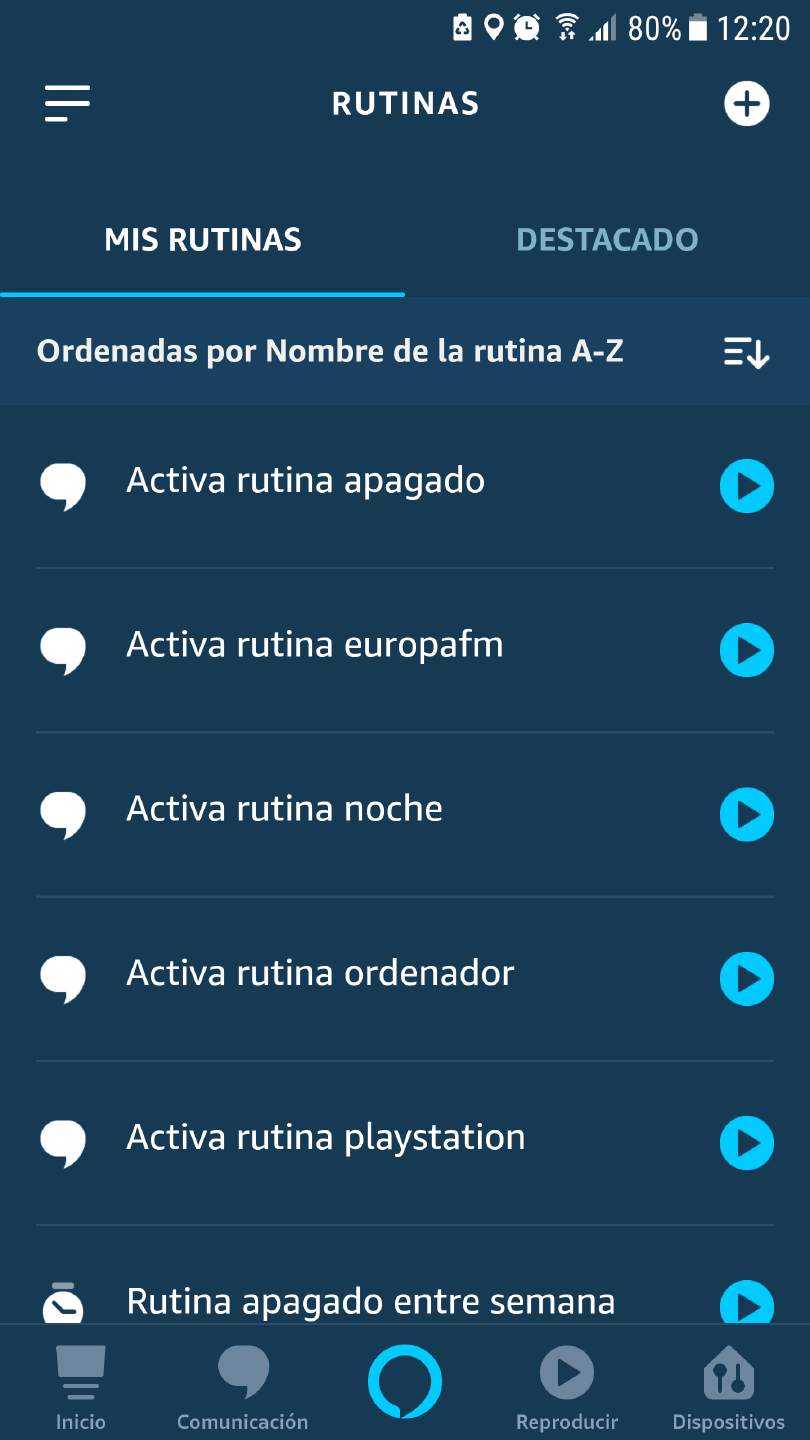 80% 12:20
RUTINAS
MIS RUTINAS DESTACADO
Ordenadas por Nombre de la rutina A-Z
Activa rutina apagado
Activa rutina europafm
Activa rutina noche
Activa rutina ordenador
Activa rutina playstation
Rutina apagado entre semana
Inicio Comunicación Reproducir Dispositivos